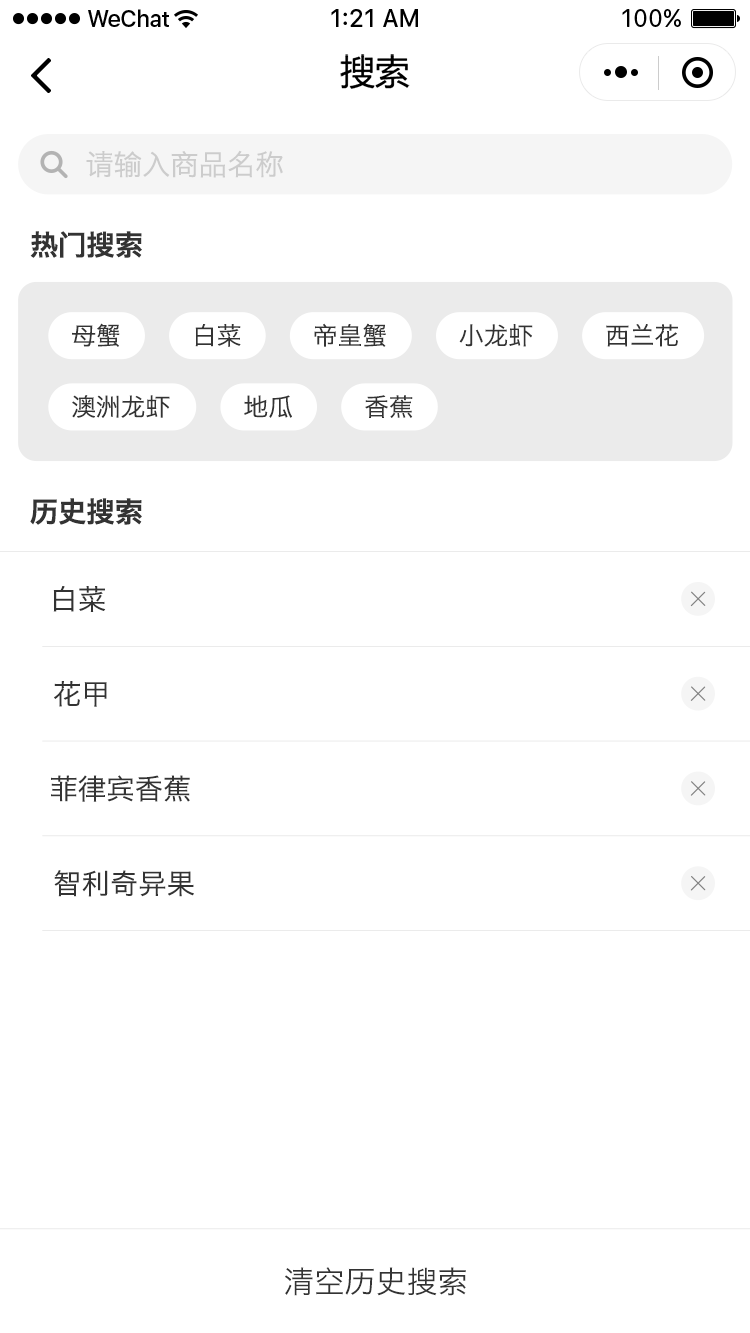 WeChat 1:21 AM 100%
搜索
请输入商品名称
热门搜索
母蟹 白菜 帝皇蟹 小龙虾 西兰花
澳洲龙虾 地瓜 香蕉
历史搜索
白菜
花甲
菲律宾香蕉
智利奇异果
清空历史搜索